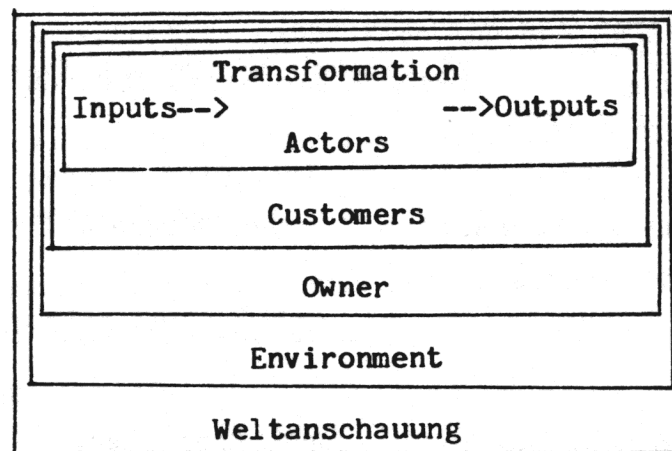 Transformation
Inputs--> -->Outputs
Actors
Customers
Owner
Environment
Weltanschauung